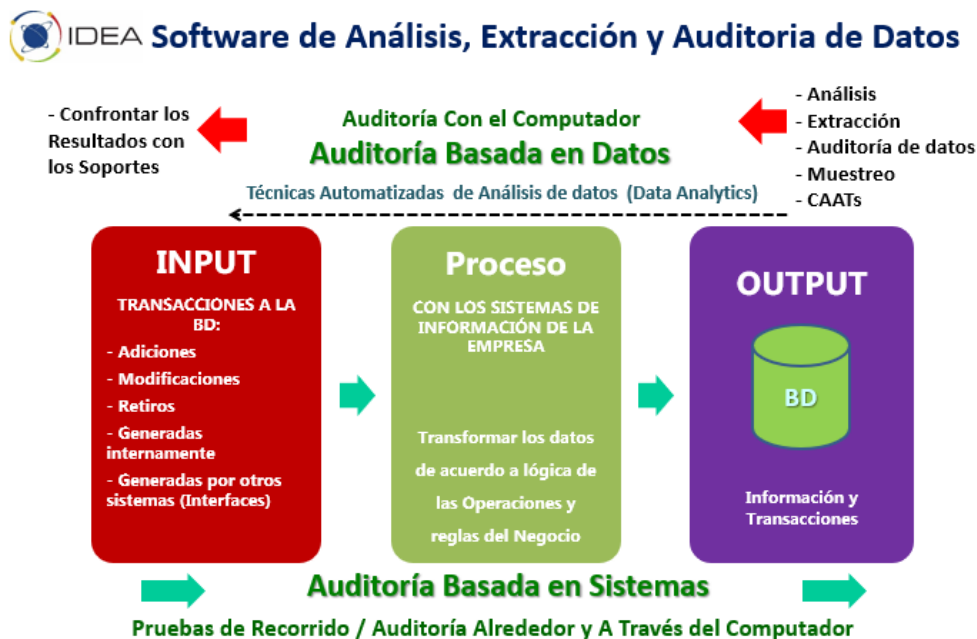 IDEA Software de Análisis, Extracción y Auditoria de Datos
- Confrontar los
Resultados con
los Soportes
Auditoría Con el Computador
Auditoría Basada en Datos
- Análisis
- Extracción
- Auditoría de datos
- Muestreo
- CAATs
Técnicas Automatizadas de Análisis de datos (Data Analytics)
INPUT
TRANSACCIONES A LA
BD:
- Adiciones
- Modificaciones
- Retiros
- Generadas
internamente
- Generadas por otros
sistemas (Interfaces)
Proceso
CON LOS SISTEMAS DE
INFORMACIÓN DE LA
EMPRESA
Transformar los datos
de acuerdo a lógica de
las Operaciones y
reglas del Negocio
OUTPUT
BD
Información y
Transacciones
Auditoría Basada en Sistemas
Pruebas de Recorrido / Auditoría Alrededor y A Través del Computador